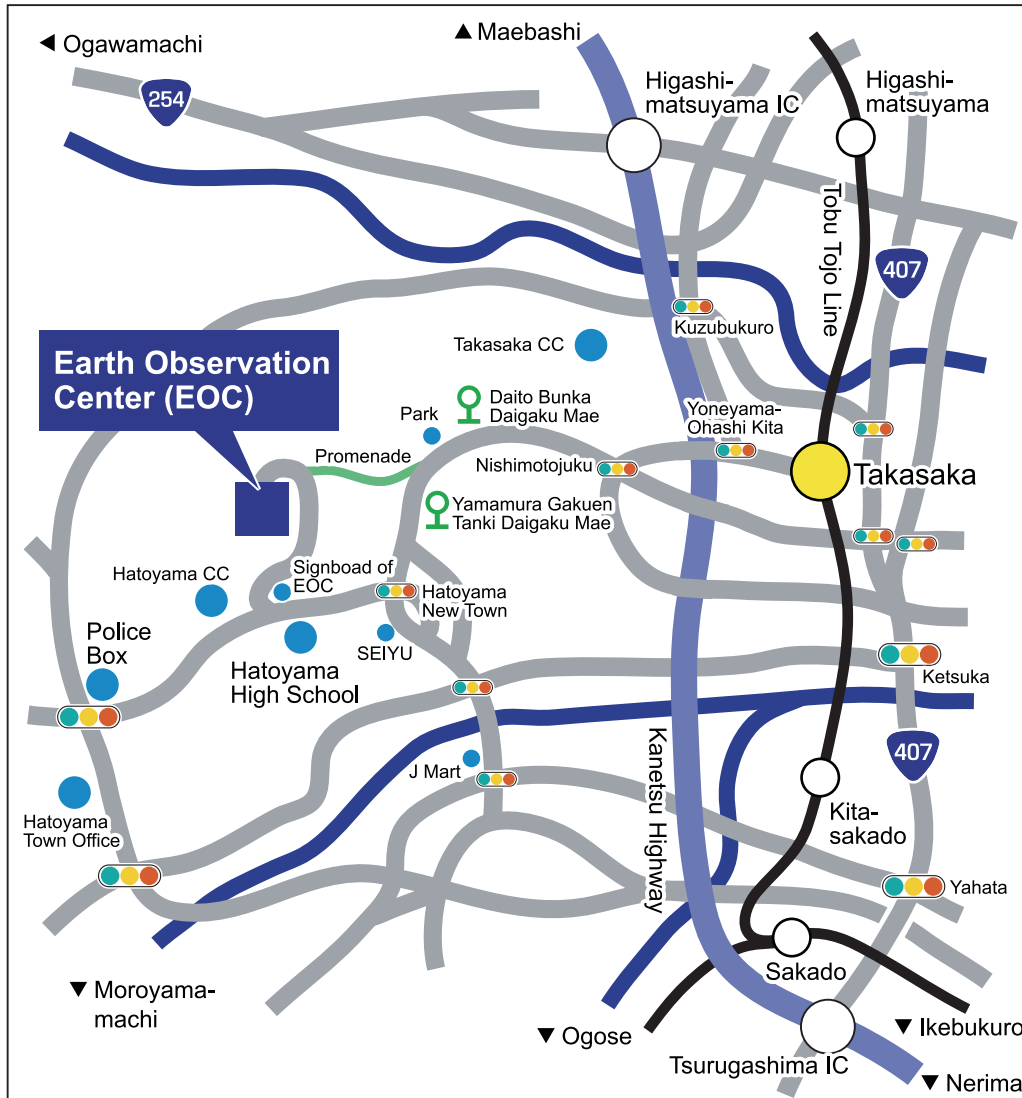 ◀ Ogawamachi
▲ Maebashi
254
Higashi-
matsuyama IC
Higashi-
matsuyama
Tobu Tojo Line
407
Kuzubukuro
Takasaka CC
Earth Observation
Center (EOC)
Daito Bunka
Daigaku Mae
Park
Yoneyama-
Ohashi Kita
Promenade
Nishimotojuku
Takasaka
Yamamura Gakuen
Tanki Daigaku Mae
Signboad of
EOC
Hatoyama CC
Hatoyama
New Town
Police
Box
SEIYU
Hatoyama
High School
Ketsuka
Kanetsu Highway
407
J Mart
Hatoyama
Town Office
Kita-
sakado
Yahata
Sakado
▼ Moroyama-
machi
▼ Ogose
▼ Ikebukuro
Tsurugashima IC
▼ Nerima